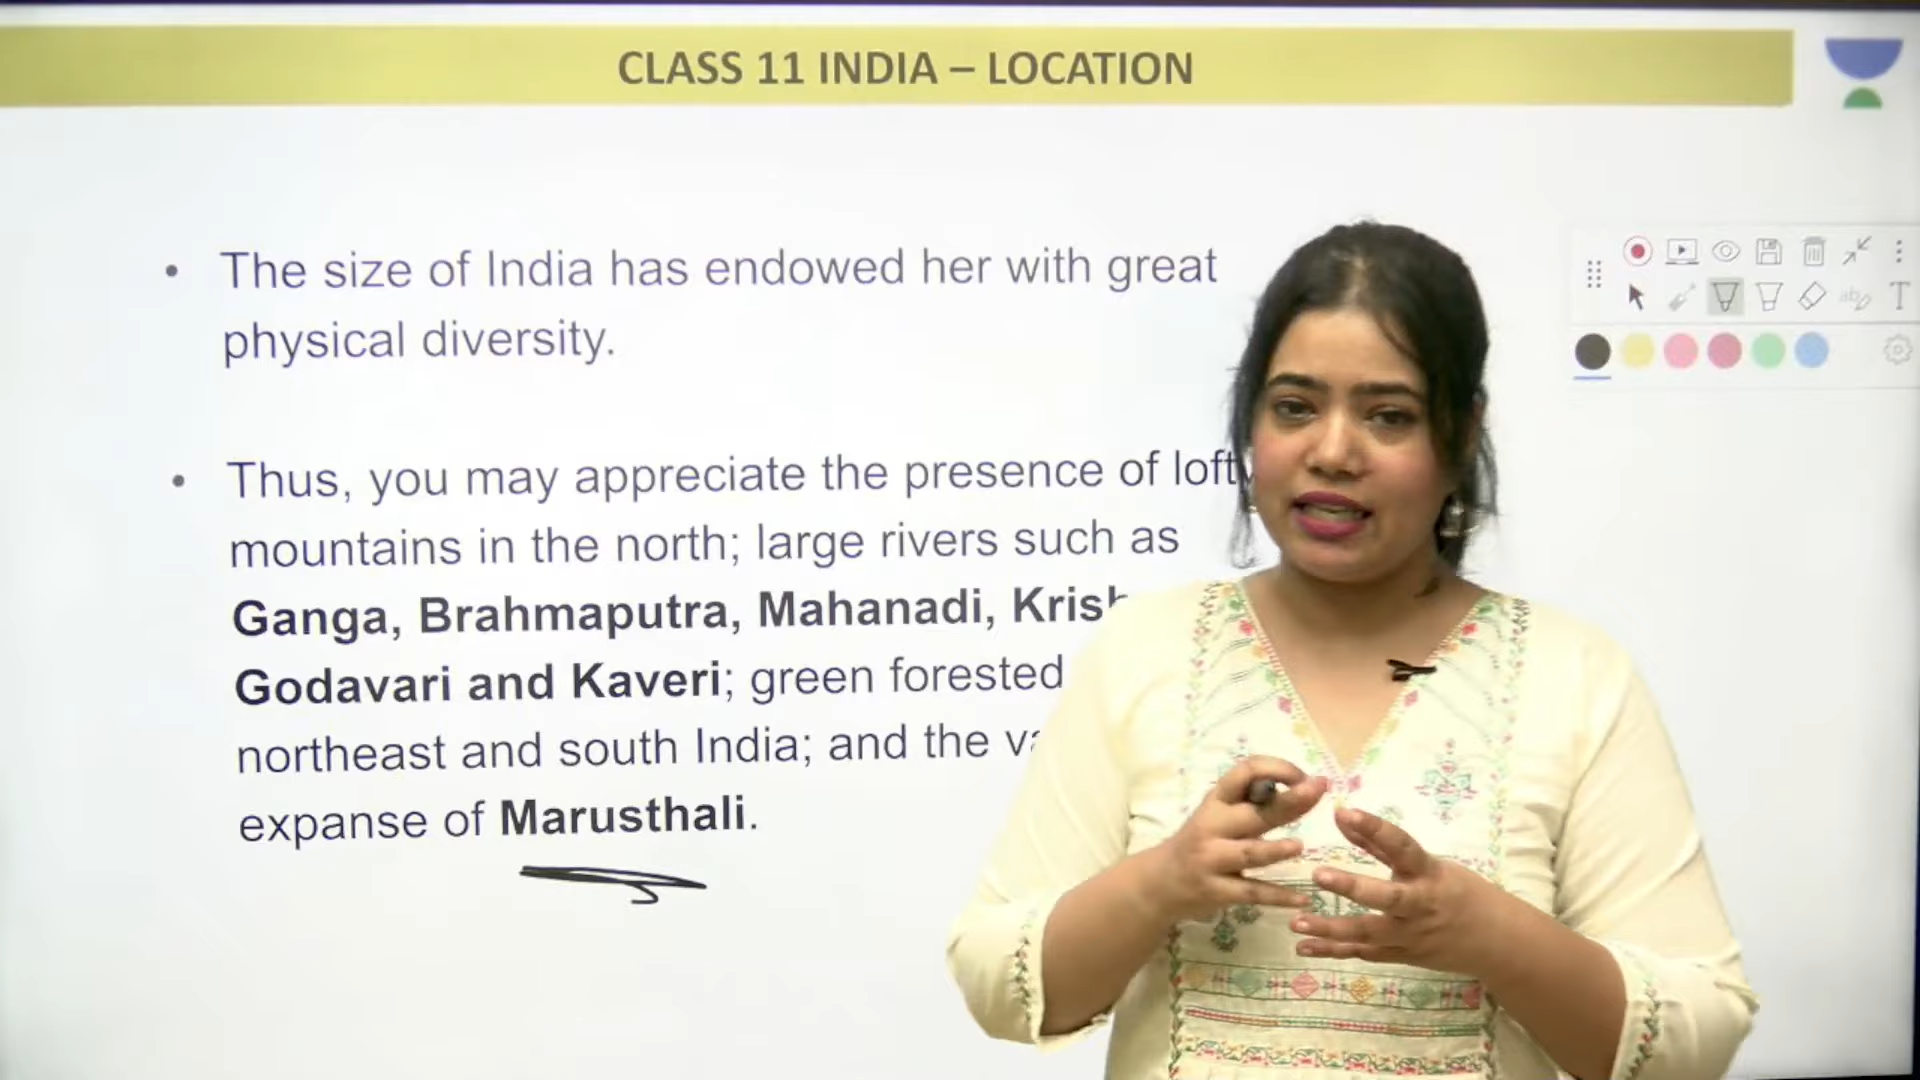 CLASS 11 INDIA – LOCATION
• The size of India has endowed her with great
physical diversity.
• Thus, you may appreciate the presence of
mountains in the north; large rivers such as
Ganga, Brahmaputra, Mahanadi,
Godavari and Kaveri; green forested
northeast and south India; and the
expanse of Marusthali.
ab
T